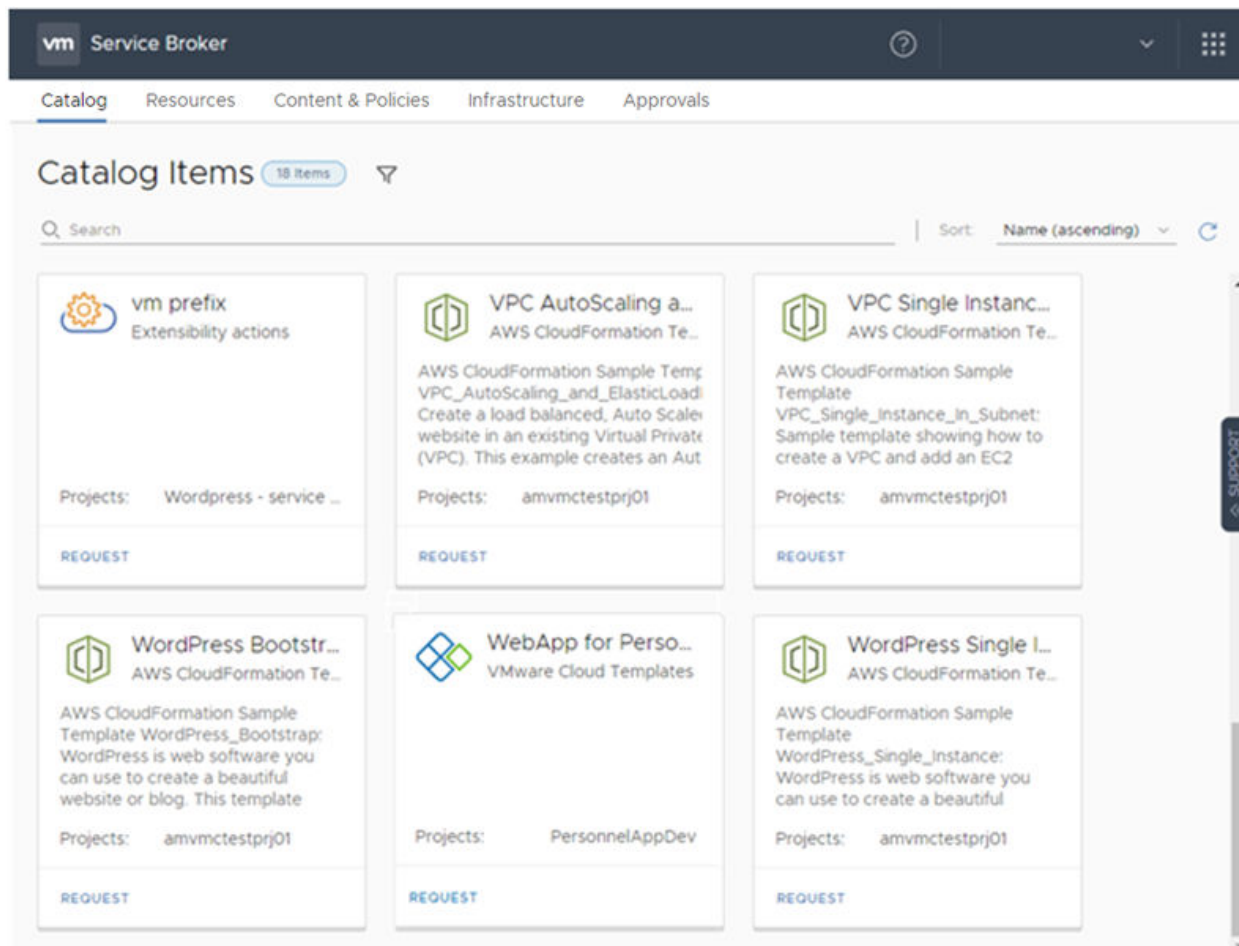 vm Service Broker
Catalog Resources Content & Policies Infrastructure Approvals
Catalog Items 18 Items
Search
Sort: Name (ascending)
vm prefix
Extensibility actions
Projects: Wordpress - service ...
REQUEST
VPC AutoScaling a...
AWS CloudFormation Te...
AWS CloudFormation Sample Temp
VPC_AutoScaling_and_ElasticLoadl
Create a load balanced, Auto Scaled
website in an existing Virtual Private
(VPC). This example creates an Aut
Projects: amvmctestprj01
REQUEST
VPC Single Instanc...
AWS CloudFormation Te...
AWS CloudFormation Sample
Template
VPC_Single_Instance_In_Subnet:
Sample template showing how to
create a VPC and add an EC2
Projects: amvmctestprj01
REQUEST
SUPPORT
WordPress Bootstr...
AWS CloudFormation Te...
AWS CloudFormation Sample
Template WordPress_Bootstrap:
WordPress is web software you
can use to create a beautiful
website or blog. This template
Projects: amvmctestprj01
REQUEST
WebApp for Perso...
VMware Cloud Templates
Projects: PersonnelAppDev
REQUEST
WordPress Single I...
AWS CloudFormation Te...
AWS CloudFormation Sample
Template
WordPress_Single_Instance:
WordPress is web software you
can use to create a beautiful
Projects: amvmctestprj01
REQUEST